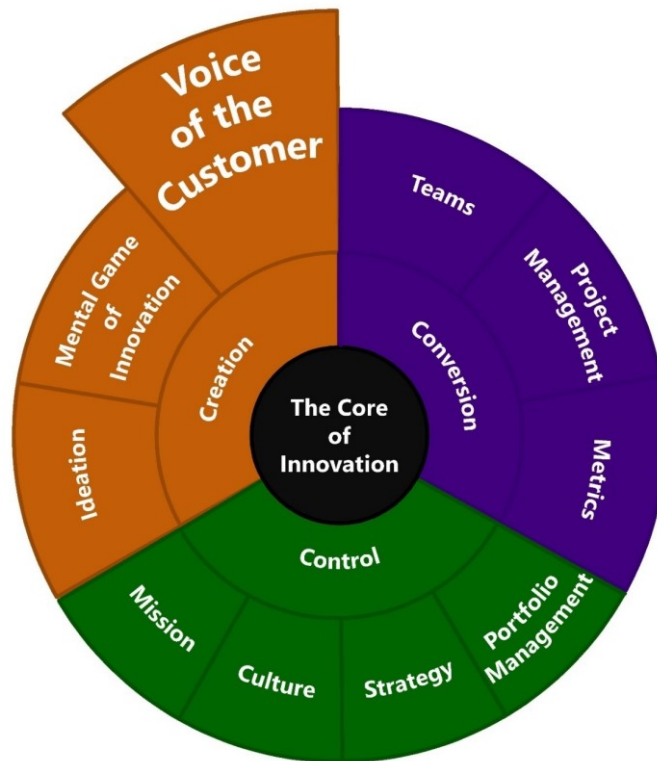 Voice
of the
Customer
Teams
Project
Management
Metrics
Mental Game
of
Innovation
Ideation
Creation
Conversion
The Core
of
Innovation
Control
Mission
Culture
Strategy
Portfolio
Management